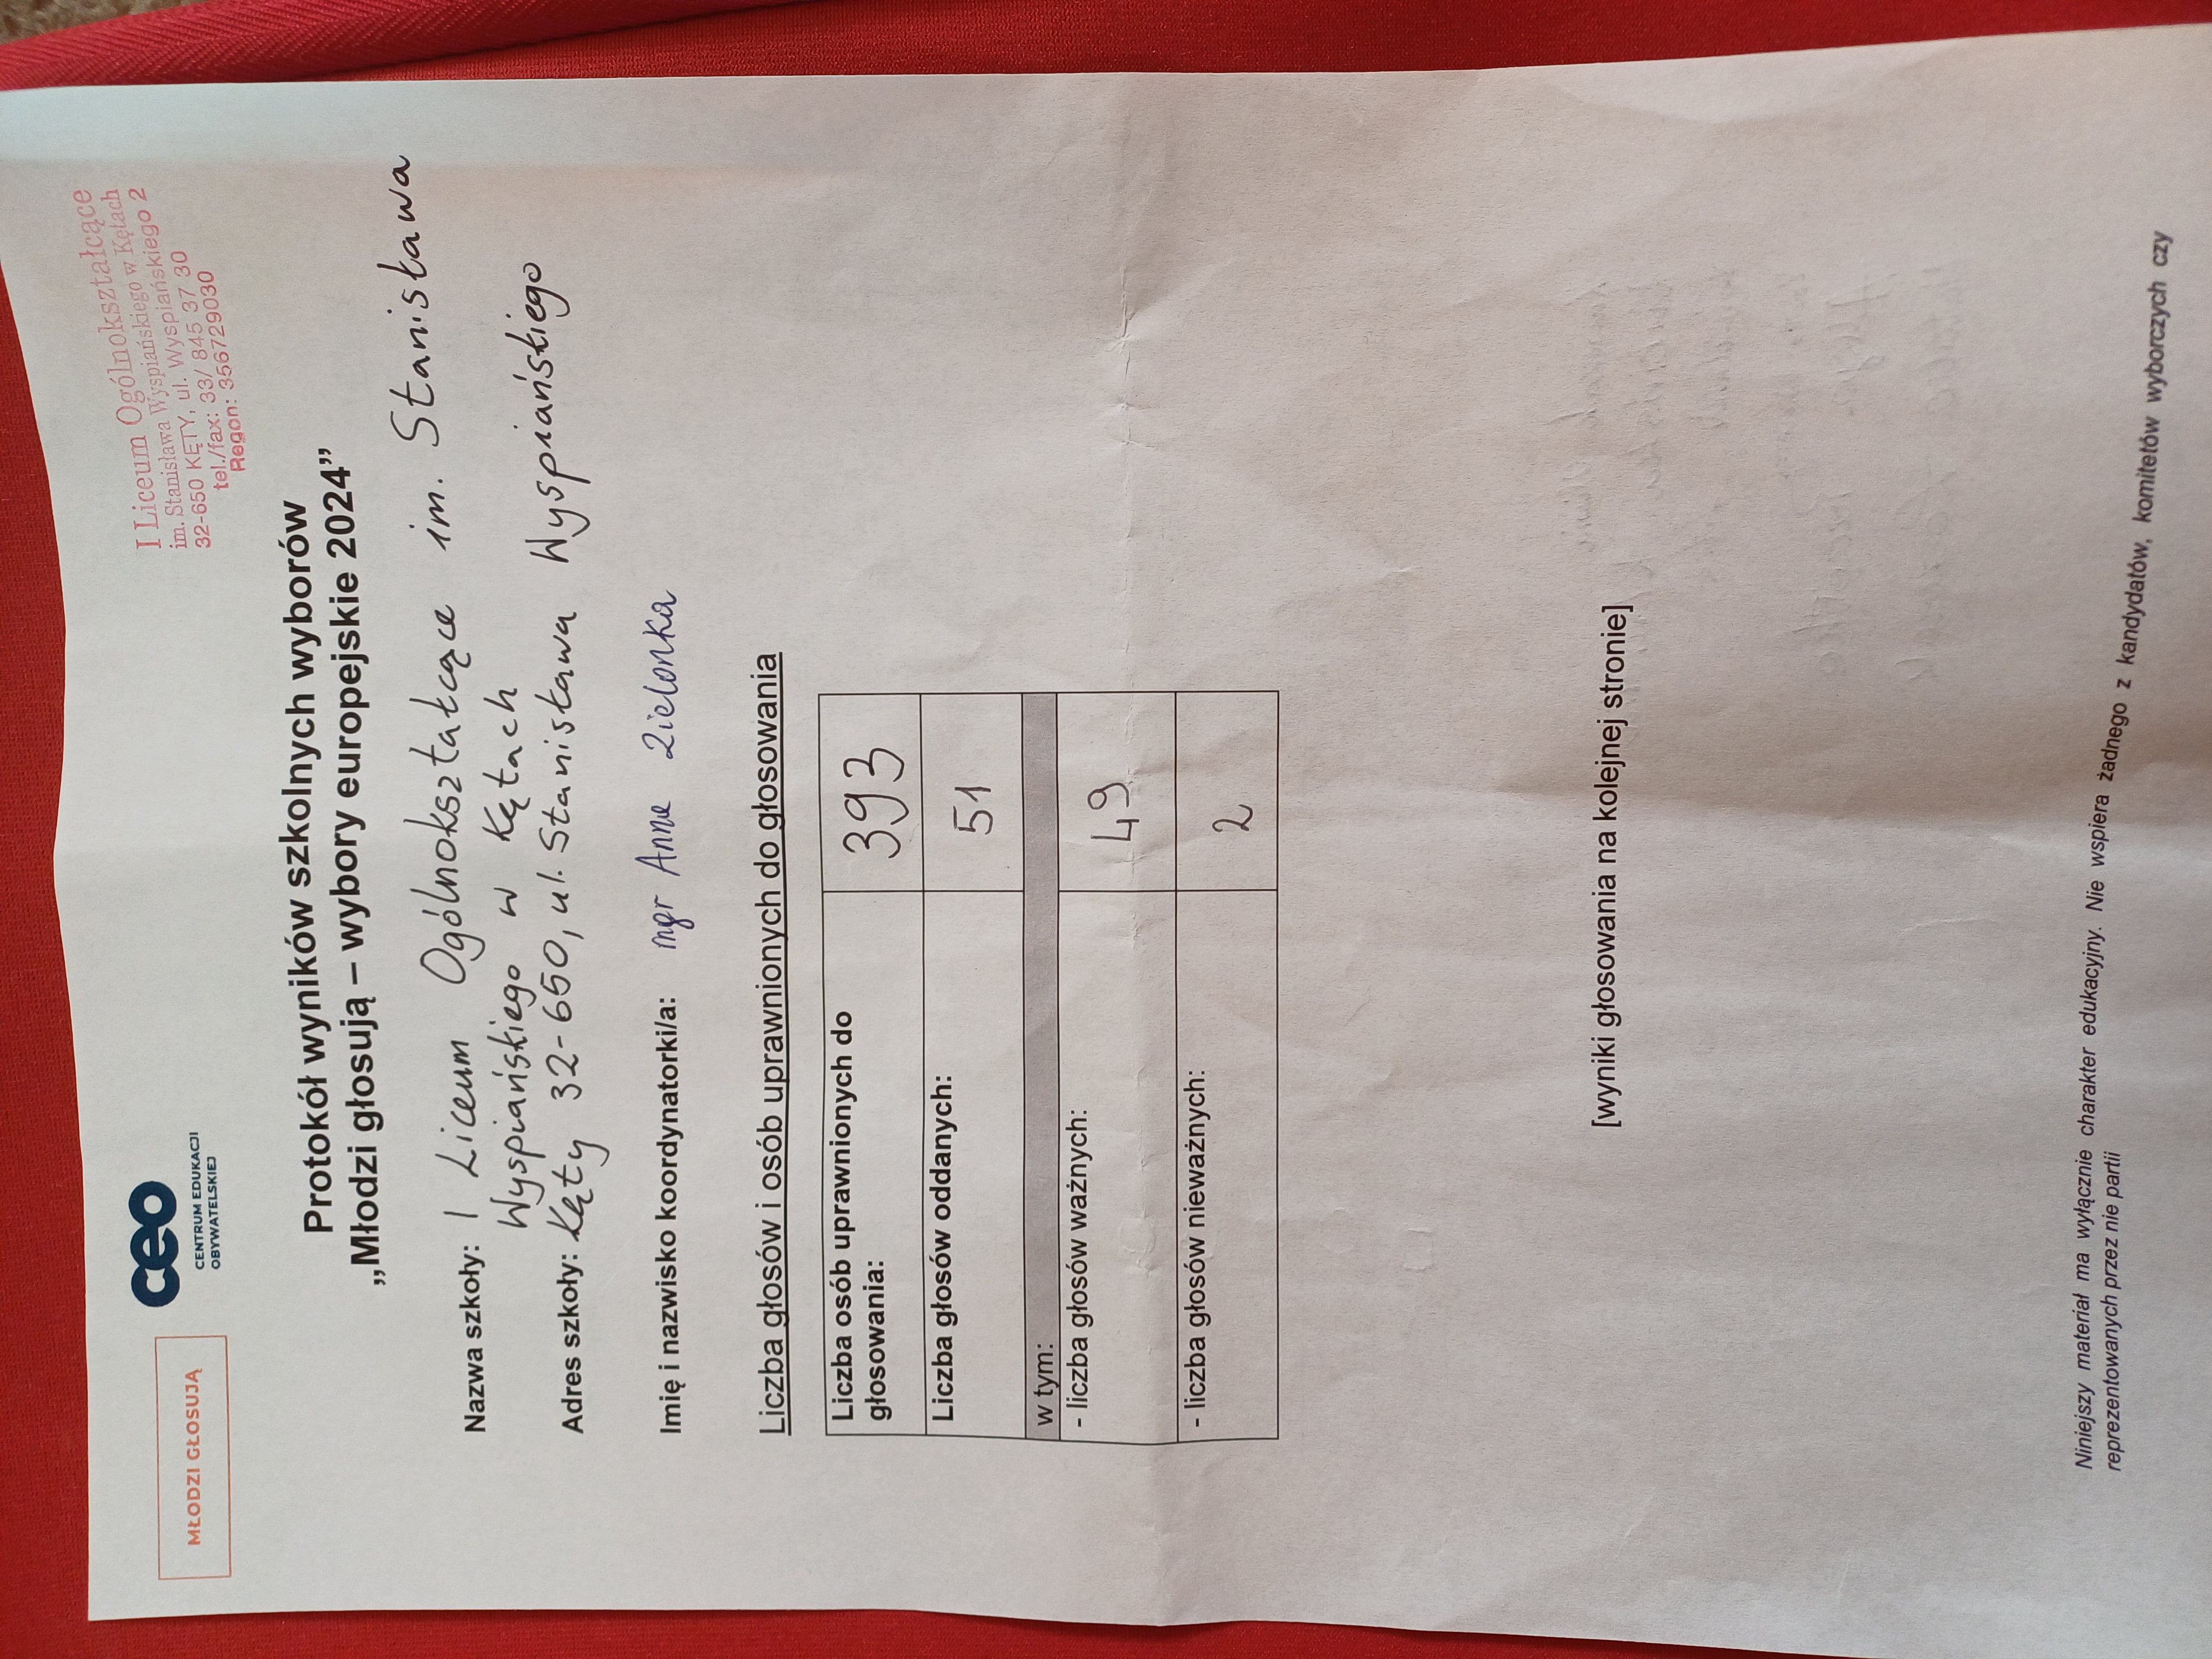 MŁODZI GŁOSUJĄ
ceo
CENTRUM EDUKACJI
OBYWATELSKIEJ
I Liceum Ogólnokształcące
im. Stanisława Wyspiańskiego w Kętach
32-650 KĘTY, ul. Wyspiańskiego 2
tel./fax: 33/ 845 37 30
Regon: 356729030
Protokół wyników szkolnych wyborów
„Młodzi głosują – wybory europejskie 2024”
Nazwa szkoły: I Liceum Ogólnokształcące im. Stanisława
Wyspiańskiego w Kętach
Adres szkoły: Kęty 32-650, ul. Stanisława Wyspiańskiego
Imię i nazwisko koordynatorki/a: mgr Anna Zielonka
Liczba głosów i osób uprawnionych do głosowania
Liczba osób uprawnionych do
głosowania: 393
Liczba głosów oddanych: 51
w tym:
- liczba głosów ważnych: 49
- liczba głosów nieważnych: 2
[wyniki głosowania na kolejnej stronie]
Niniejszy materiał ma wyłącznie charakter edukacyjny. Nie wspiera żadnego z kandydatów, komitetów wyborczych czy
reprezentowanych przez nie partii